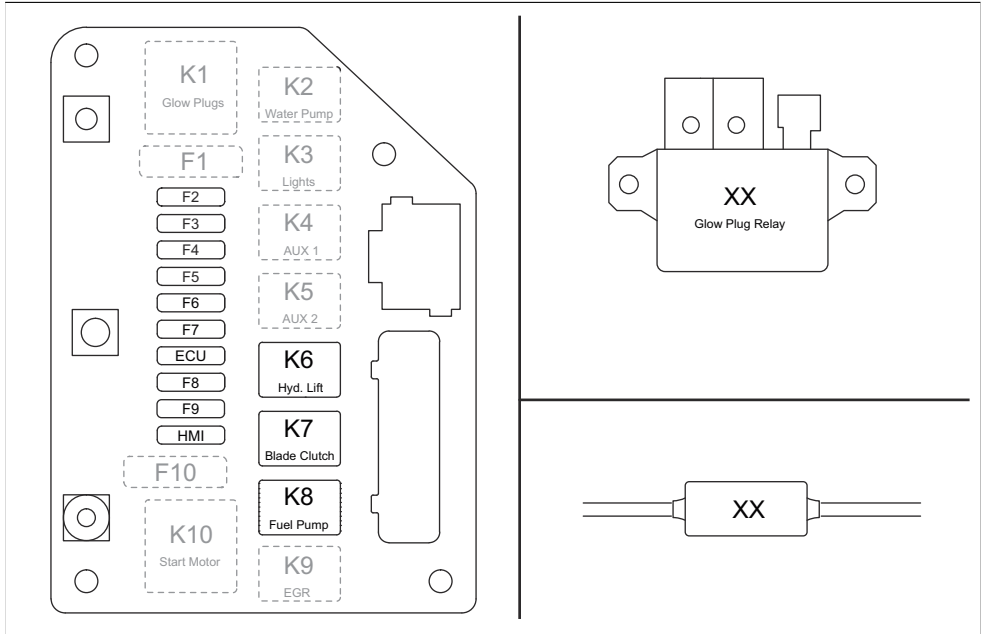 K1
Glow Plugs
F1
F2
F3
F4
F5
F6
F7
ECU
F8
F9
HMI
F10
K10
Start Motor
K2
Water Pump
K3
Lights
K4
AUX 1
K5
AUX 2
K6
Hyd. Lift
K7
Blade Clutch
K8
Fuel Pump
K9
EGR
XX
Glow Plug Relay
XX